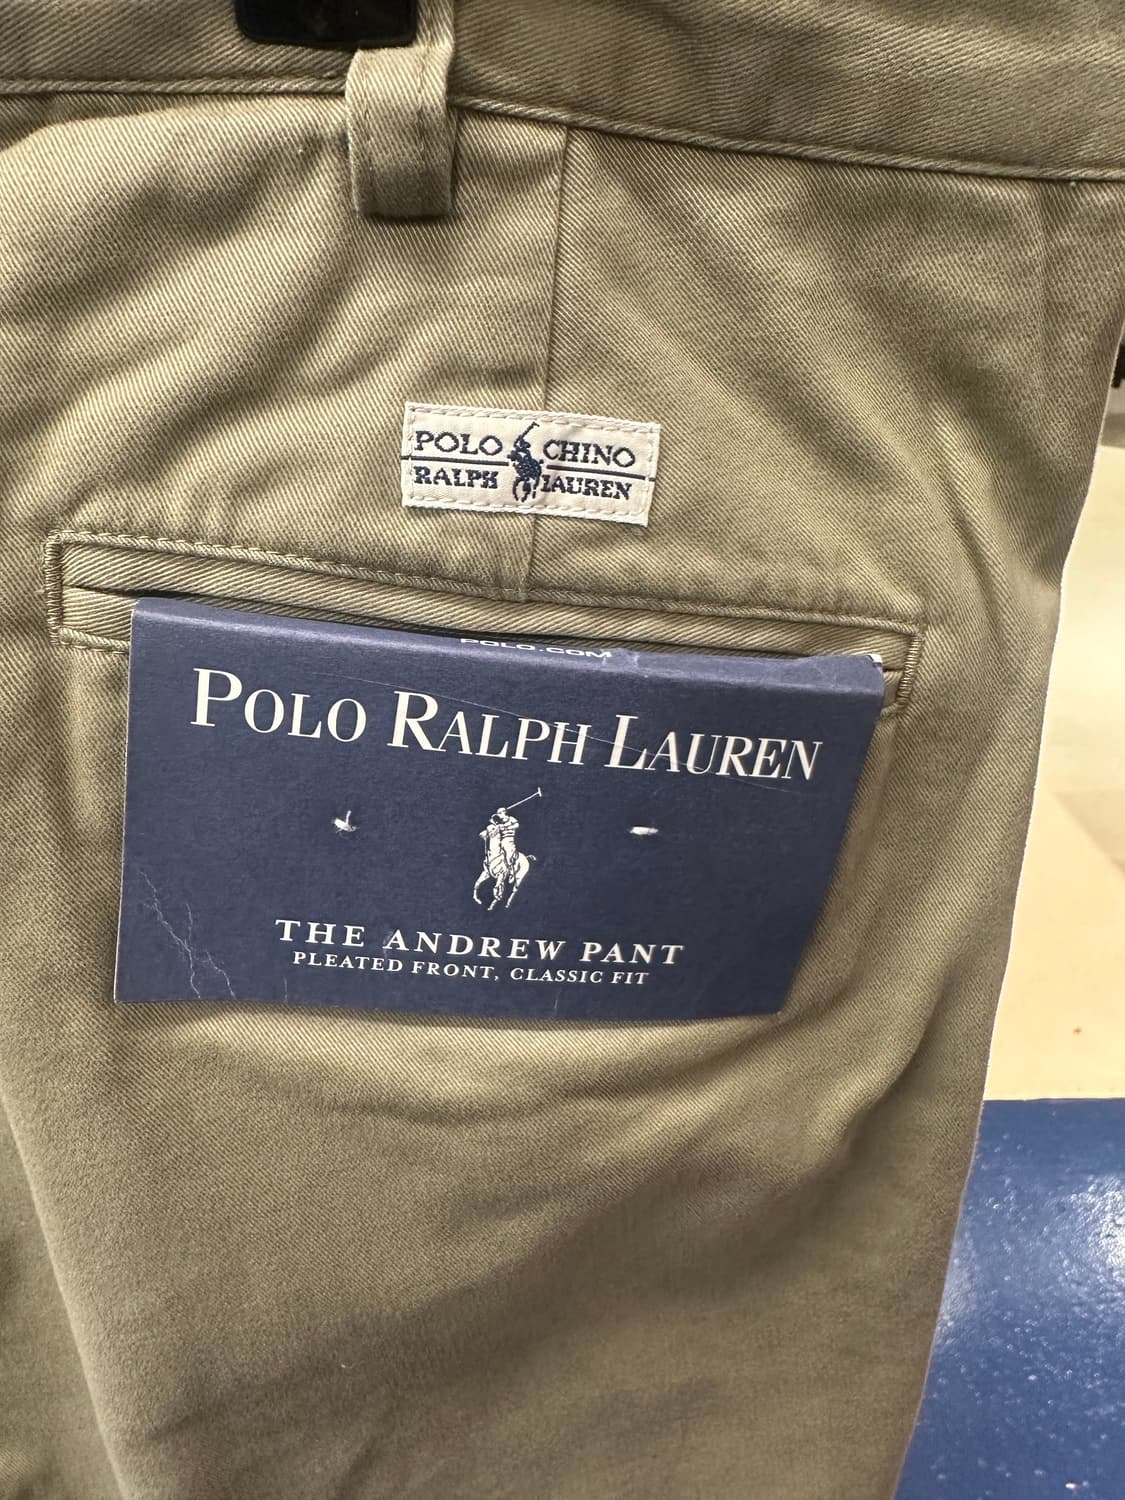 POLO CHINO
RALPH LAUREN
POLO.COM
POLO RALPH LAUREN
THE ANDREW PANT
PLEATED FRONT, CLASSIC FIT